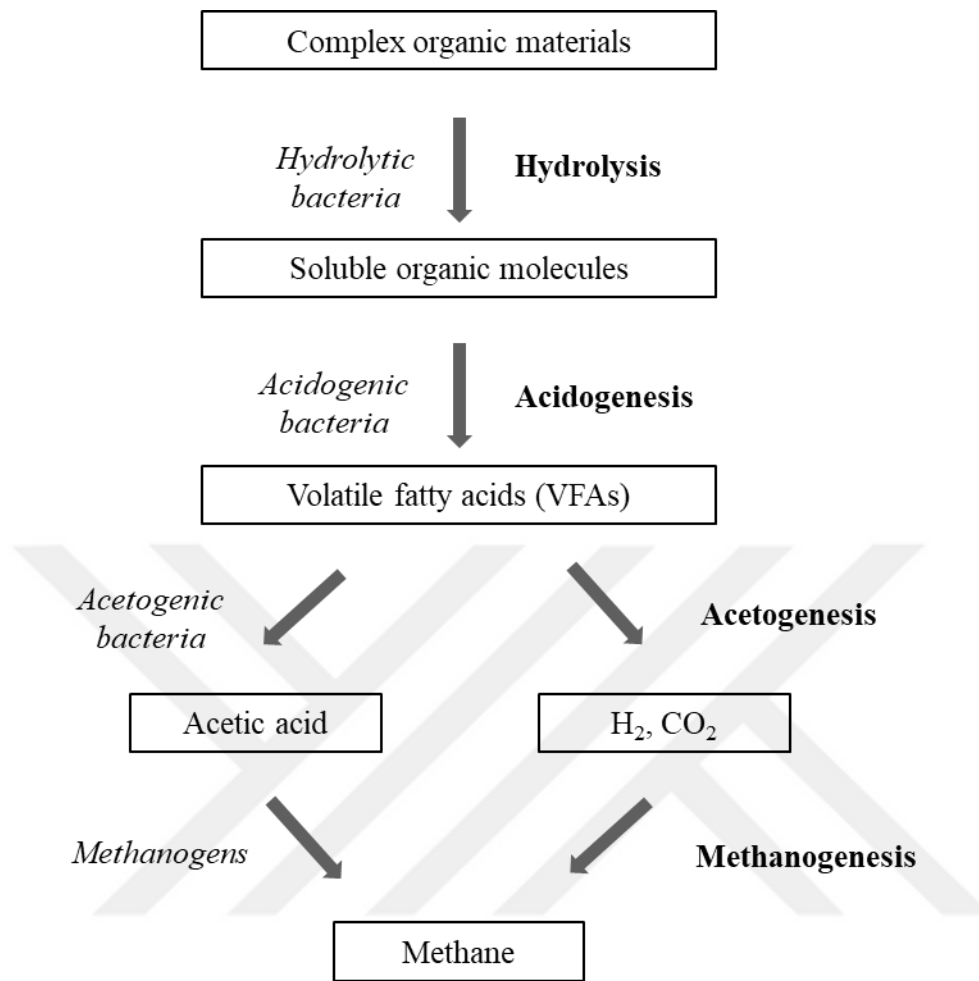 Complex organic materials
Hydrolytic
bacteria
Hydrolysis
Soluble organic molecules
Acidogenic
bacteria
Acidogenesis
Volatile fatty acids (VFAs)
Acetogenic
bacteria
Acetogenesis
Acetic acid
H₂, CO₂
Methanogens
Methanogenesis
Methane